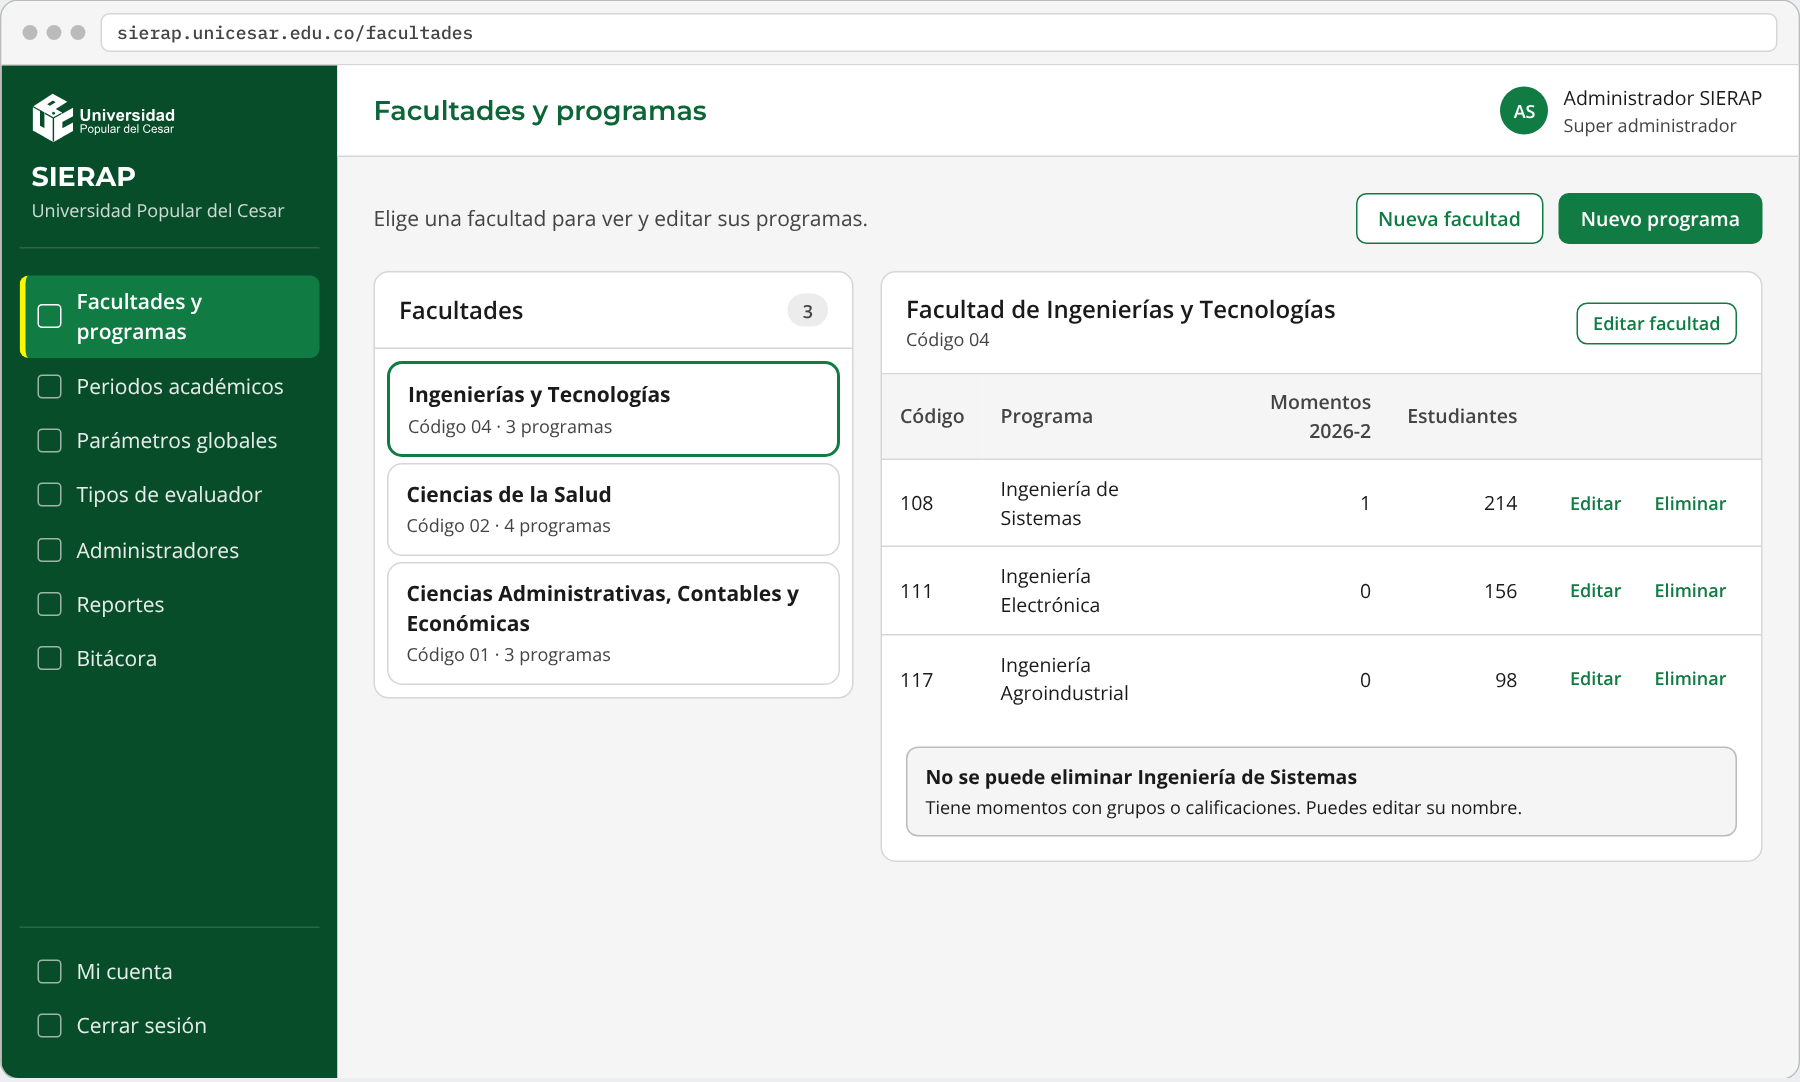 sierap.unicesar.edu.co/facultades
Universidad
Popular del Cesar
SIERAP
Universidad Popular del Cesar
Facultades y
programas
Periodos académicos
Parámetros globales
Tipos de evaluador
Administradores
Reportes
Bitácora
Mi cuenta
Cerrar sesión
Facultades y programas
AS
Administrador SIERAP
Super administrador
Elige una facultad para ver y editar sus programas.
Nueva facultad
Nuevo programa
Facultades
3
Ingenierías y Tecnologías
Código 04 · 3 programas
Ciencias de la Salud
Código 02 · 4 programas
Ciencias Administrativas, Contables y
Económicas
Código 01 · 3 programas
Facultad de Ingenierías y Tecnologías
Código 04
Editar facultad
Código Programa Momentos 2026-2 Estudiantes
108 Ingeniería de Sistemas 1 214 Editar Eliminar
111 Ingeniería Electrónica 0 156 Editar Eliminar
117 Ingeniería Agroindustrial 0 98 Editar Eliminar
No se puede eliminar Ingeniería de Sistemas
Tiene momentos con grupos o calificaciones. Puedes editar su nombre.